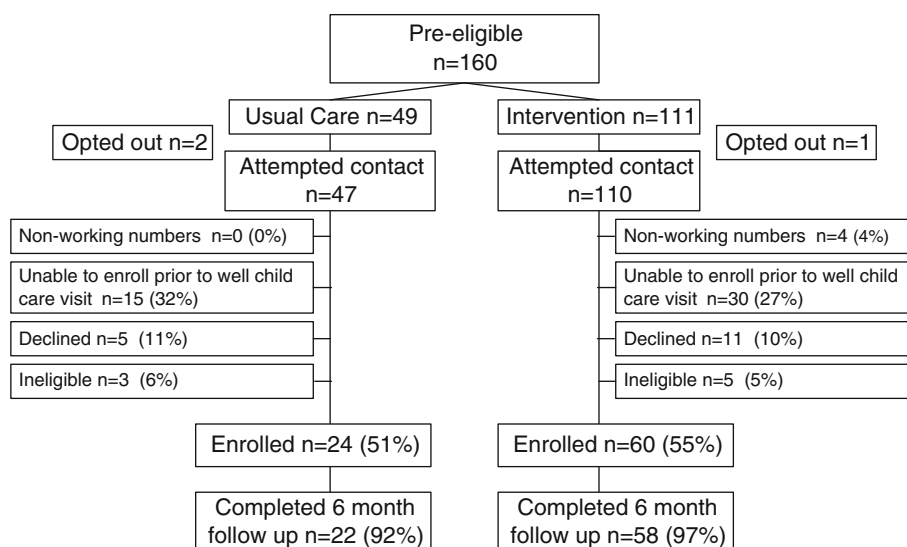 Pre-eligible
n=160
Usual Care n=49
Intervention n=111
Opted out n=2
Opted out n=1
Attempted contact
n=47
Attempted contact
n=110
Non-working numbers n=0 (0%)
Non-working numbers n=4 (4%)
Unable to enroll prior to well child
care visit n=15 (32%)
Unable to enroll prior to well child
care visit n=30 (27%)
Declined n=5 (11%)
Declined n=11 (10%)
Ineligible n=3 (6%)
Ineligible n=5 (5%)
Enrolled n=24 (51%)
Enrolled n=60 (55%)
Completed 6 month
follow up n=22 (92%)
Completed 6 month
follow up n=58 (97%)